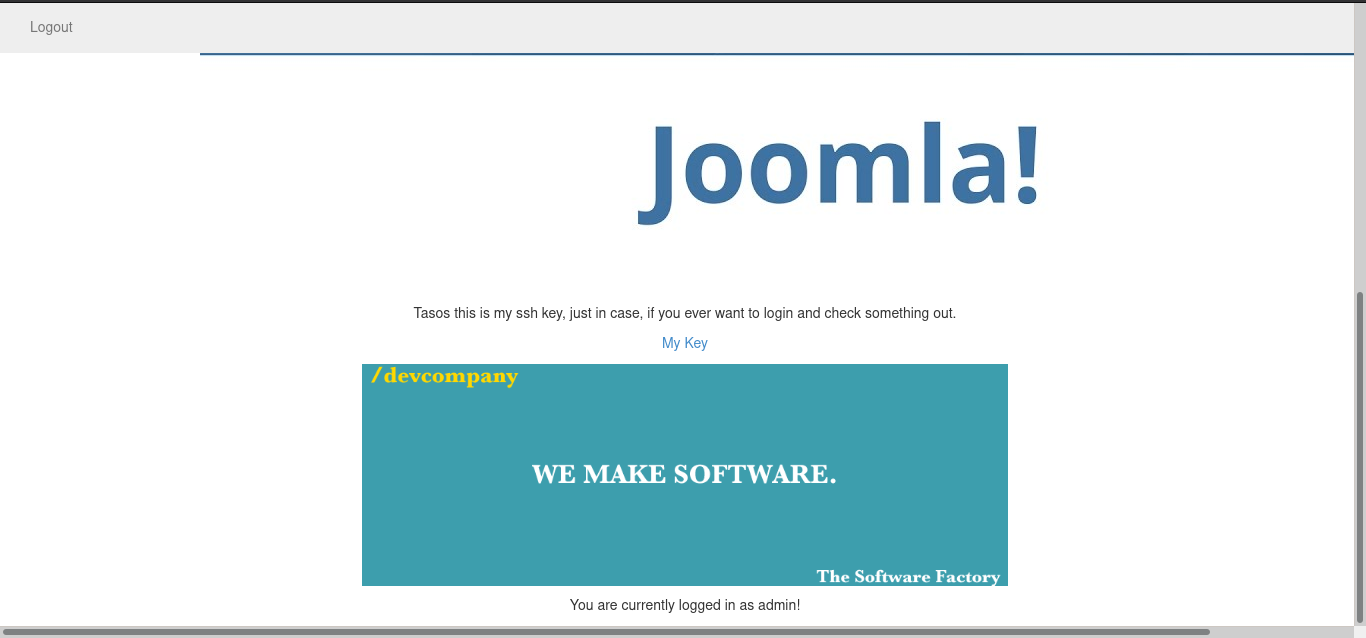 Logout
Joomla!
Tasos this is my ssh key, just in case, if you ever want to login and check something out.
My Key
/devcompany
WE MAKE SOFTWARE.
The Software Factory
You are currently logged in as admin!